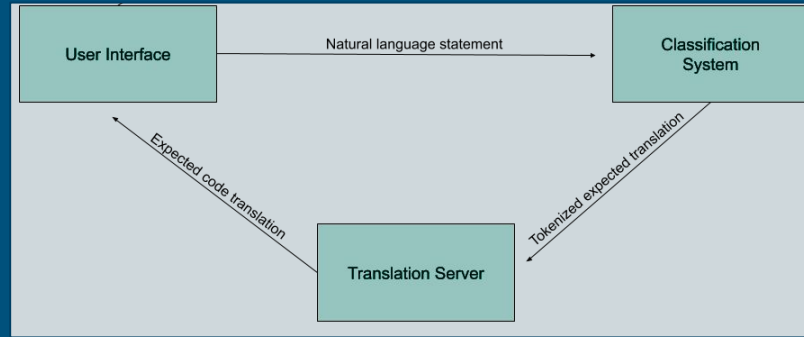 User Interface
Natural language statement
Classification
System
Expected code translation
Tokenized expected translation
Translation Server